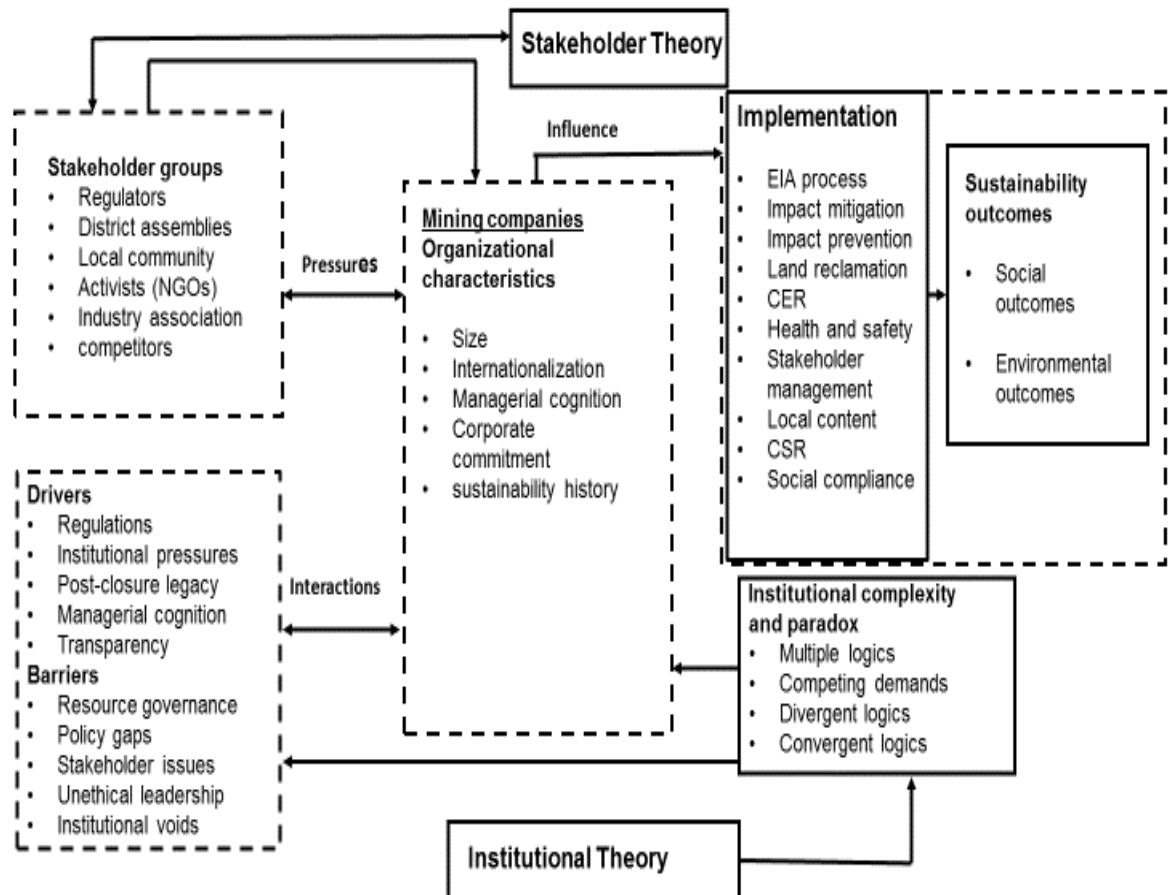 Stakeholder Theory
Influence
Stakeholder groups
• Regulators
• District assemblies
• Local community
• Activists (NGOs)
• Industry association
• competitors
Pressures
Mining companies
Organizational
characteristics
• Size
• Internationalization
• Managerial cognition
• Corporate
commitment
• sustainability history
Implementation
• EIA process
• Impact mitigation
• Impact prevention
• Land reclamation
• CER
• Health and safety
• Stakeholder
management
• Local content
• CSR
• Social compliance
Sustainability
outcomes
• Social
outcomes
• Environmental
outcomes
Drivers
• Regulations
• Institutional pressures
• Post-closure legacy
• Managerial cognition
• Transparency
Barriers
• Resource governance
• Policy gaps
• Stakeholder issues
• Unethical leadership
• Institutional voids
Interactions
Institutional complexity
and paradox
• Multiple logics
• Competing demands
• Divergent logics
• Convergent logics
Institutional Theory